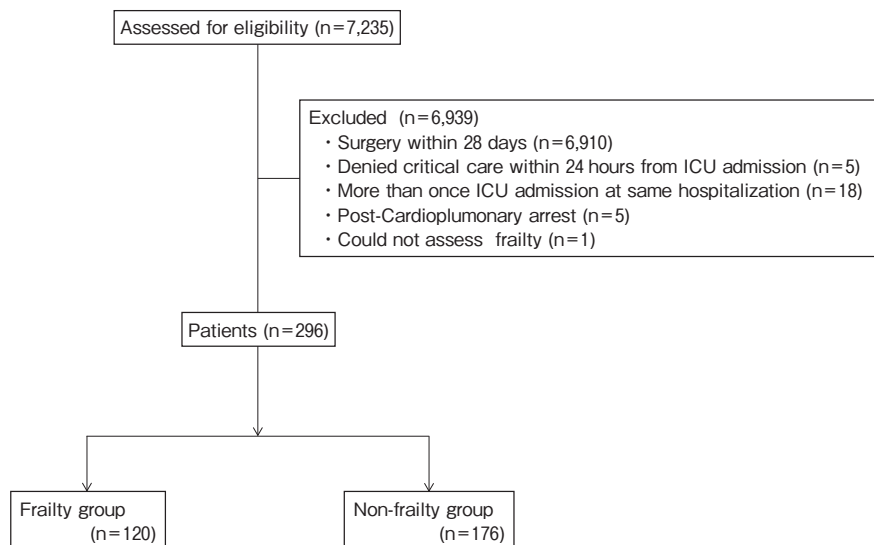 Assessed for eligibility (n=7,235)
Excluded (n=6,939)
・Surgery within 28 days (n=6,910)
・Denied critical care within 24 hours from ICU admission (n=5)
・More than once ICU admission at same hospitalization (n=18)
・Post-Cardioplumonary arrest (n=5)
・Could not assess frailty (n=1)
Patients (n=296)
Frailty group
(n=120)
Non-frailty group
(n=176)